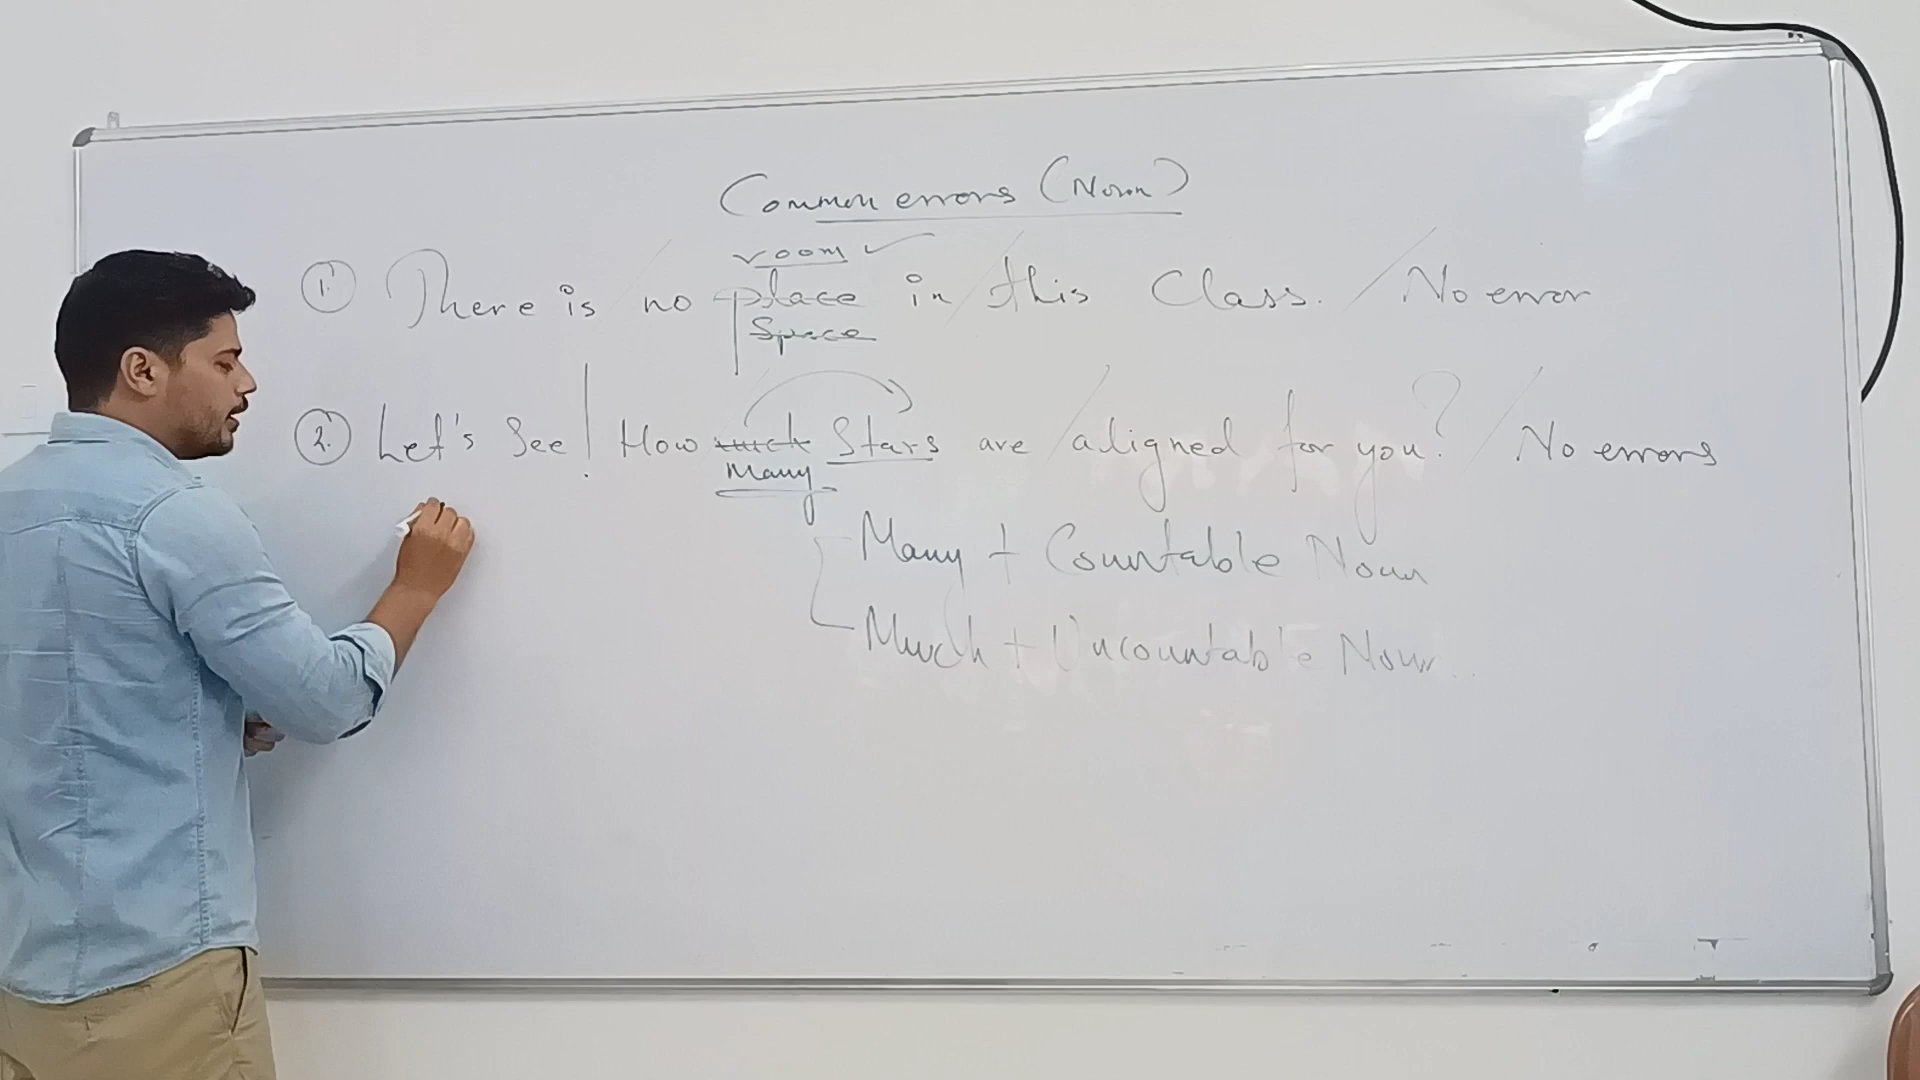 Common errors (Noun)
room ✓
① There is / no place in / this Class. / No error
Space
② Let's See! How much Stars are / aligned for you? / No errors
Many
Many + Countable Noun
Much + Uncountable Noun